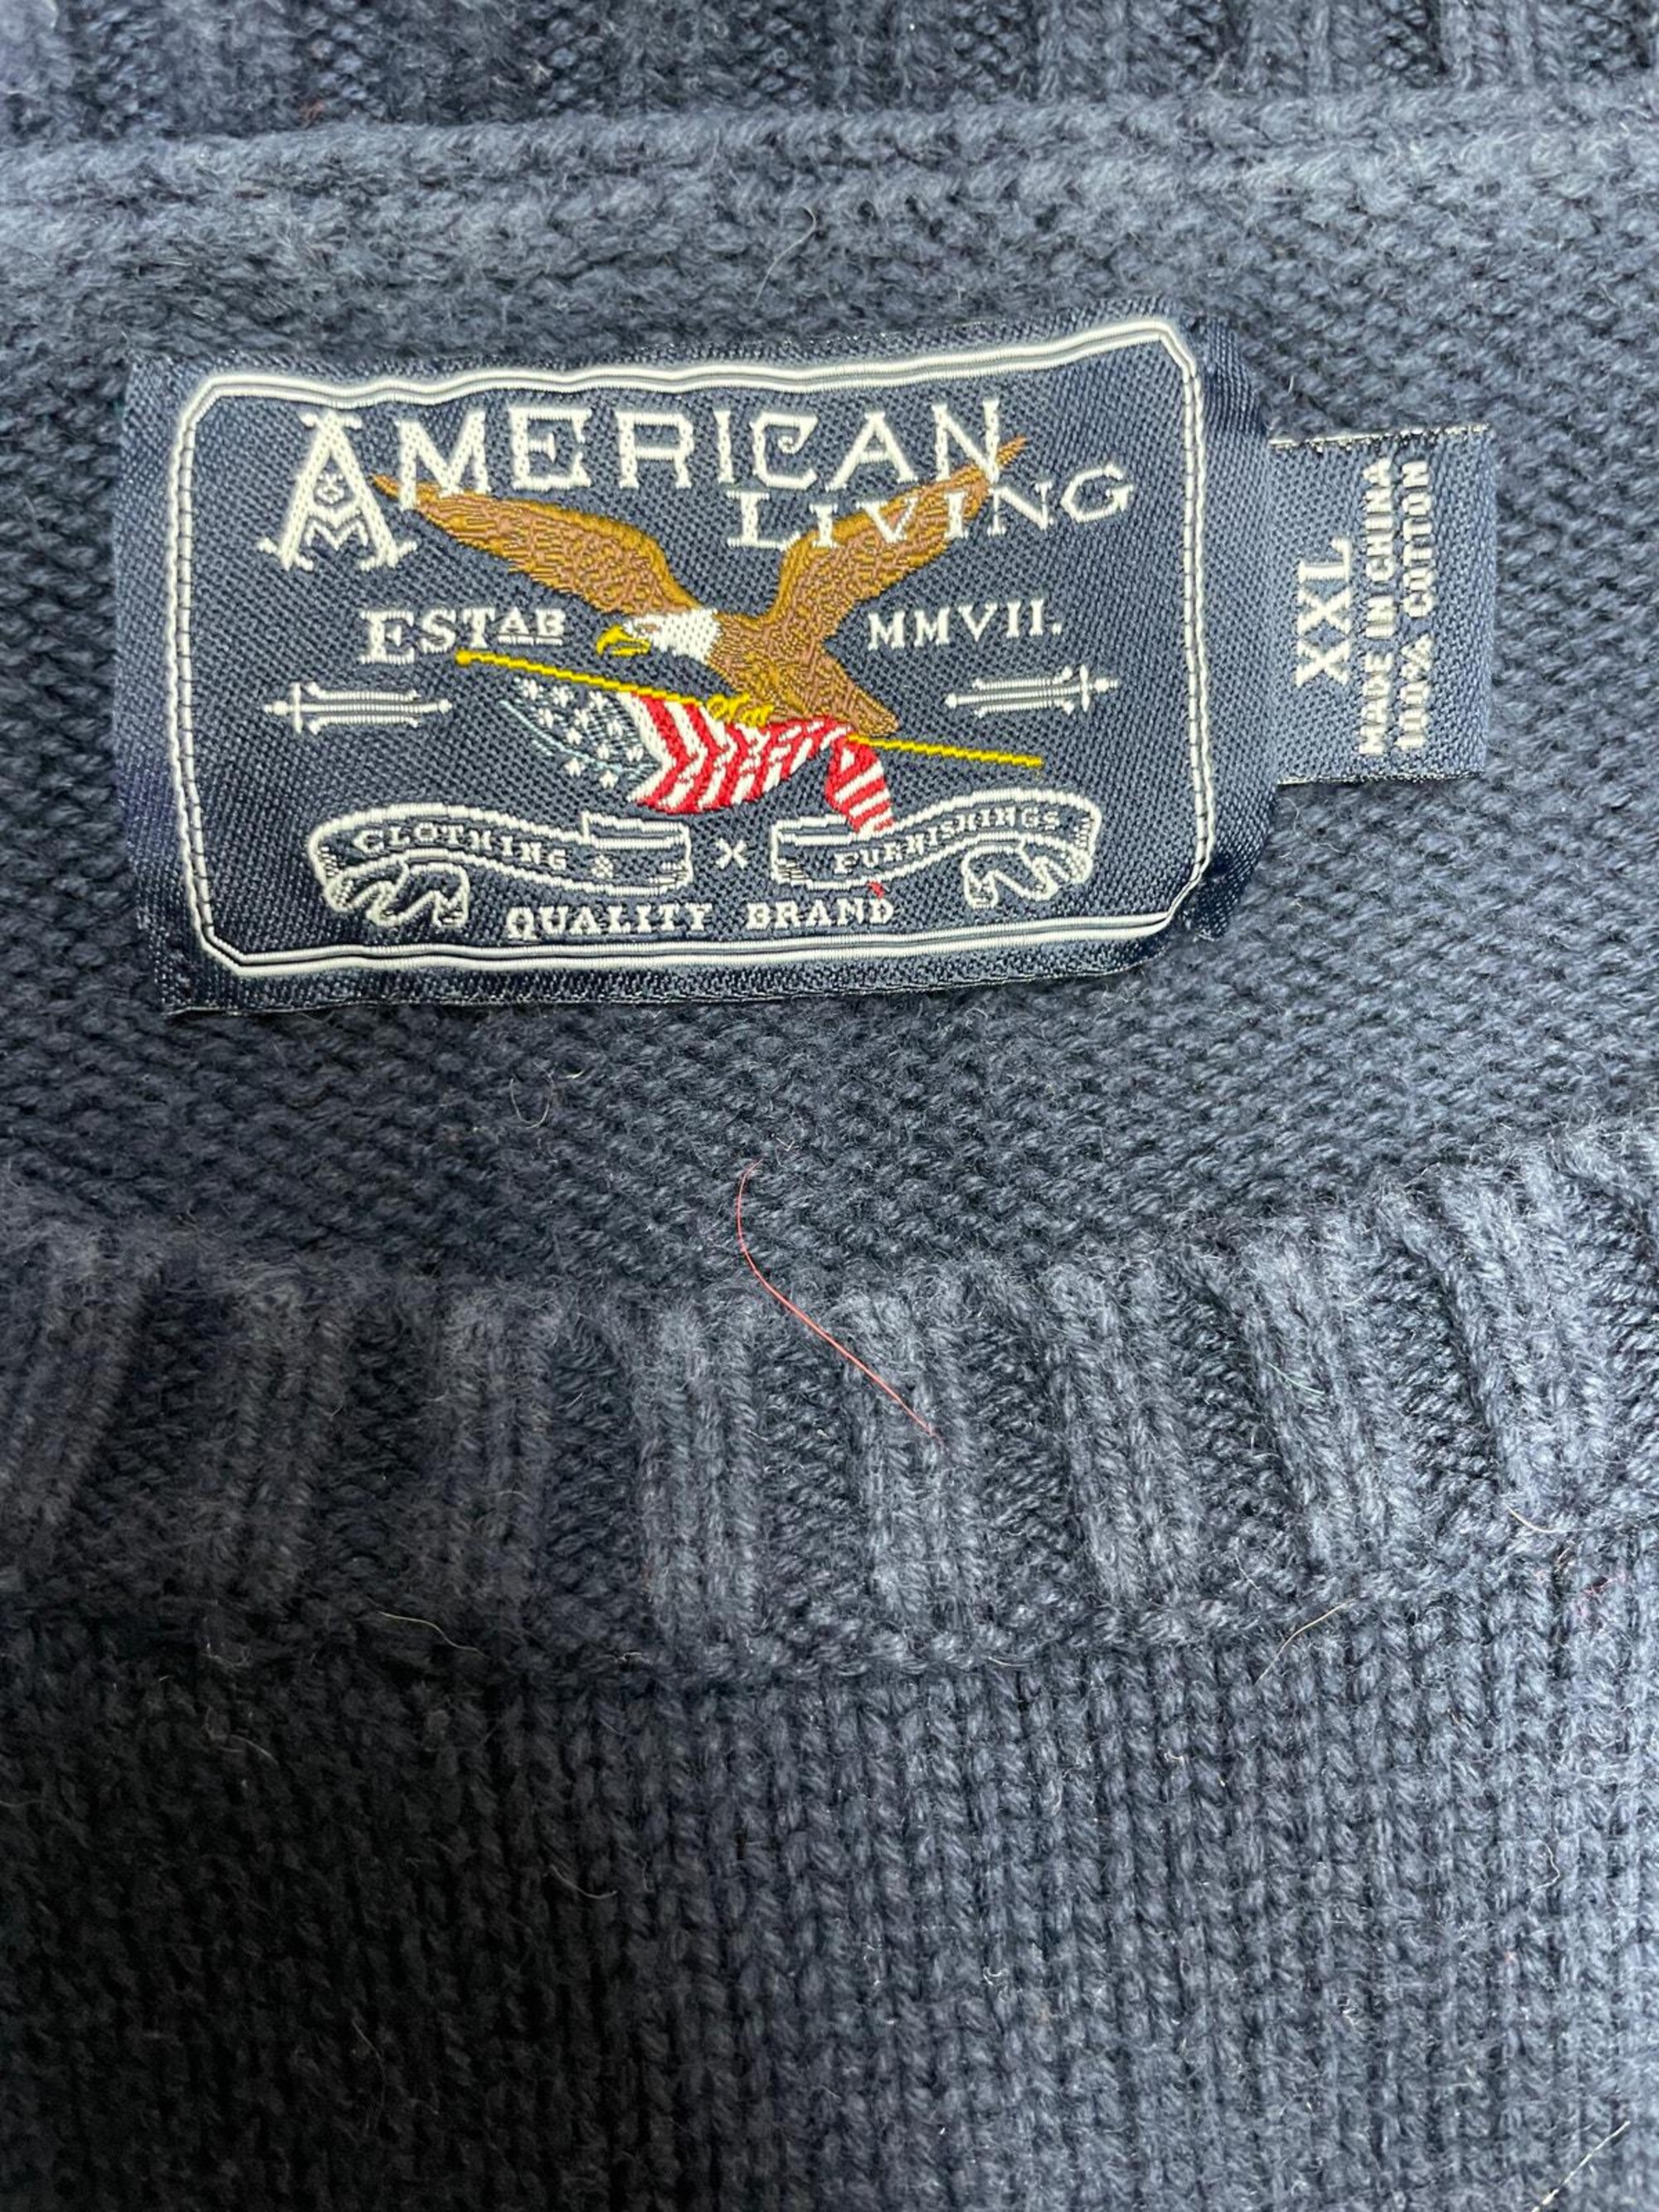 AMERICAN
LIVING
ESTAB
MMVII.
CLOTHING &
X
FURNISHINGS
QUALITY BRAND
XXL
MADE IN CHINA
100% COTTON